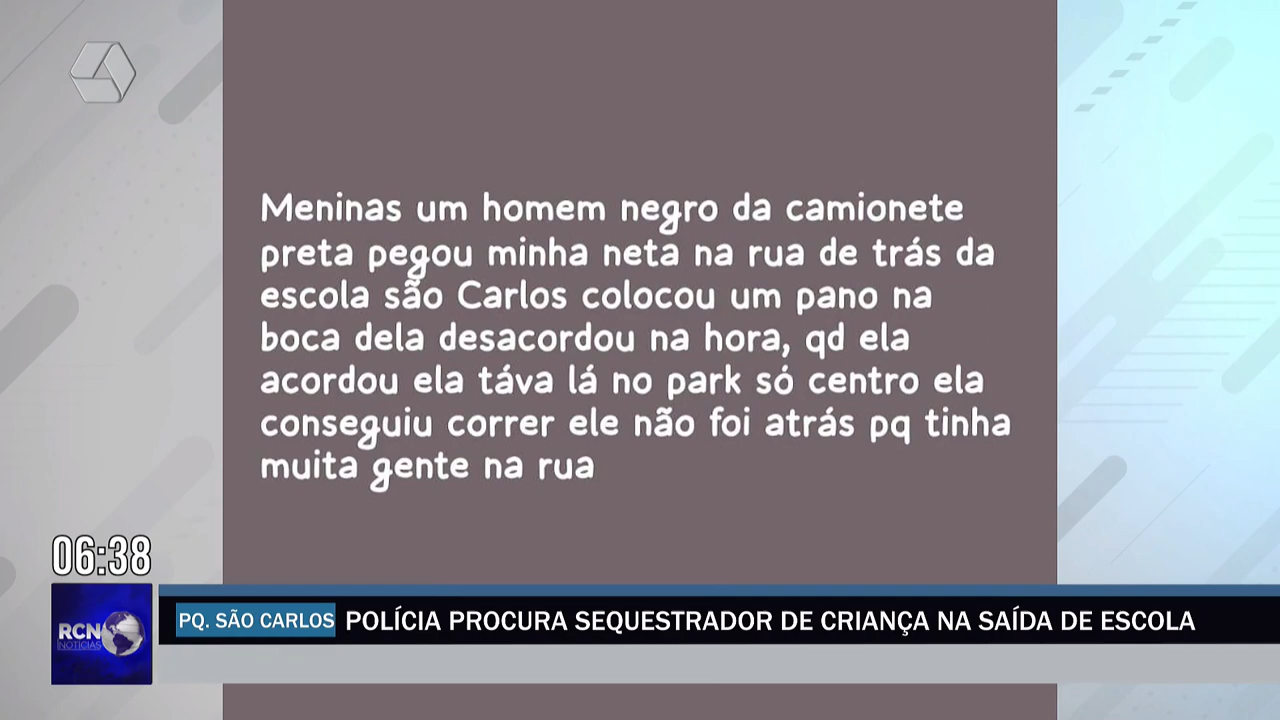 Meninas um homem negro da camionete
preta pegou minha neta na rua de trás da
escola são Carlos colocou um pano na
boca dela desacordou na hora, qd ela
acordou ela táva lá no park só centro ela
conseguiu correr ele não foi atrás pq tinha
muita gente na rua
06:38
RCN
NOTÍCIAS
PQ. SÃO CARLOS POLÍCIA PROCURA SEQUESTRADOR DE CRIANÇA NA SAÍDA DE ESCOLA